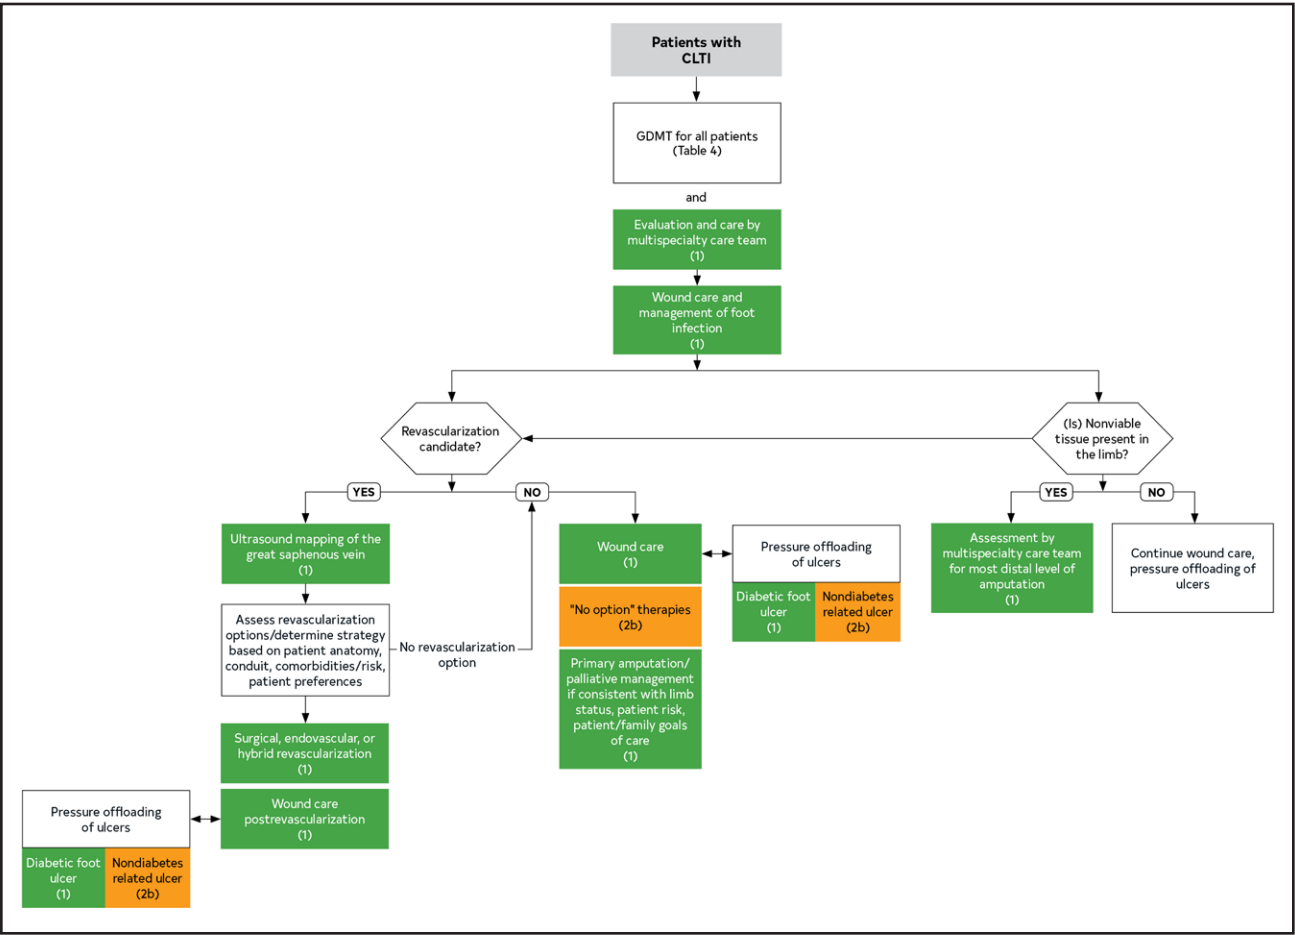 Patients with
CLTI
GDMT for all patients
(Table 4)
and
Evaluation and care by
multispecialty care team
(1)
Wound care and
management of foot
infection
(1)
Revascularization
candidate?
(Is) Nonviable
tissue present in
the limb?
YES
NO
YES
NO
Ultrasound mapping of the
great saphenous vein
(1)
Assess revascularization
options/determine strategy
based on patient anatomy,
conduit, comorbidities/risk,
patient preferences
No revascularization
option
Surgical, endovascular, or
hybrid revascularization
(1)
Wound care
postrevascularization
(1)
Pressure offloading
of ulcers
Diabetic foot
ulcer
(1)
Nondiabetes
related ulcer
(2b)
Wound care
(1)
"No option" therapies
(2b)
Primary amputation/
palliative management
if consistent with limb
status, patient risk,
patient/family goals
of care
(1)
Pressure offloading
of ulcers
Diabetic foot
ulcer
(1)
Nondiabetes
related ulcer
(2b)
Assessment by
multispecialty care team
for most distal level of
amputation
(1)
Continue wound care,
pressure offloading of
ulcers